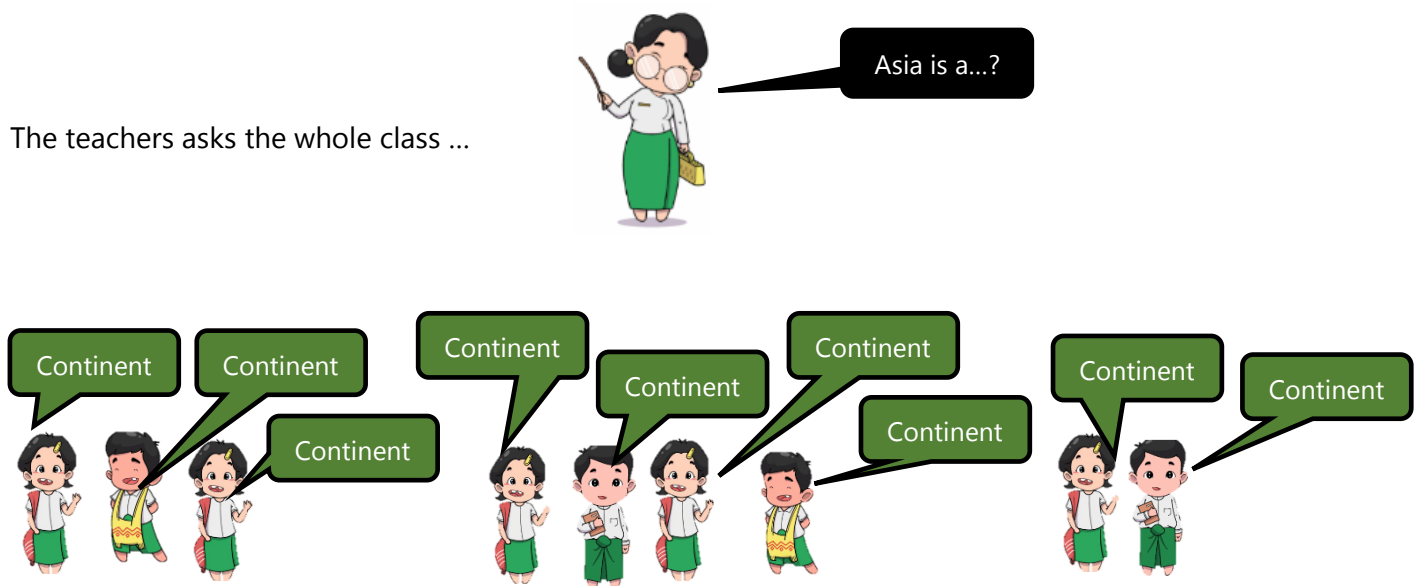 Asia is a...?
The teachers asks the whole class ...
Continent
Continent
Continent
Continent
Continent
Continent
Continent
Continent
Continent